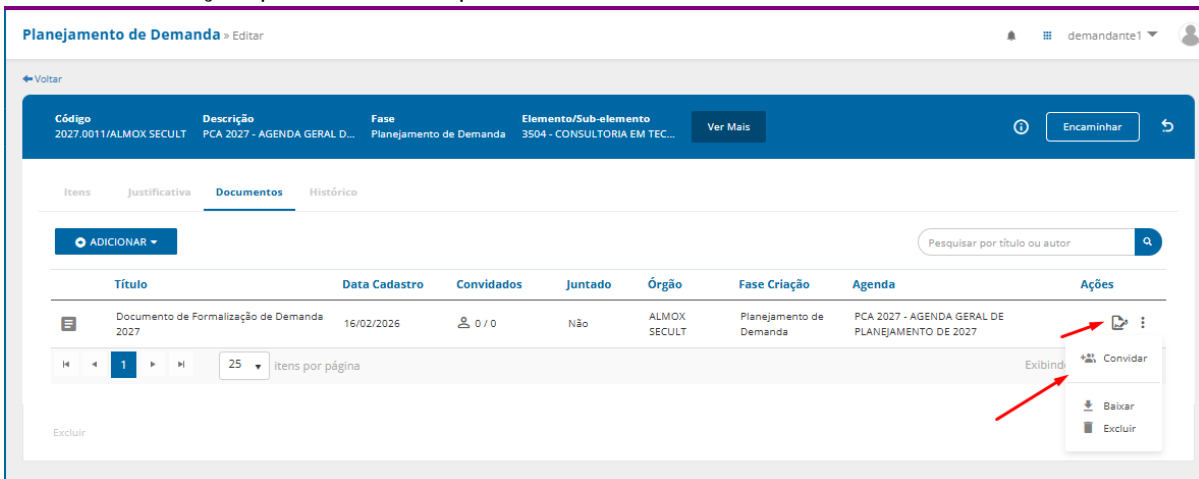 Planejamento de Demanda » Editar
demandante1
Voltar
Código Descrição Fase Elemento/Sub-elemento
2027.0011/ALMOX SECULT PCA 2027 - AGENDA GERAL D... Planejamento de Demanda 3504 - CONSULTORIA EM TEC... Ver Mais Encaminhar
Itens Justificativa Documentos Histórico
ADICIONAR Pesquisar por título ou autor
Título Data Cadastro Convidados Juntado Órgão Fase Criação Agenda Ações
Documento de Formalização de Demanda 2027 16/02/2026 0 / 0 Não ALMOX SECULT Planejamento de Demanda PCA 2027 - AGENDA GERAL DE PLANEJAMENTO DE 2027
1 25 itens por página
Convidar
Baixar
Excluir
Excluir